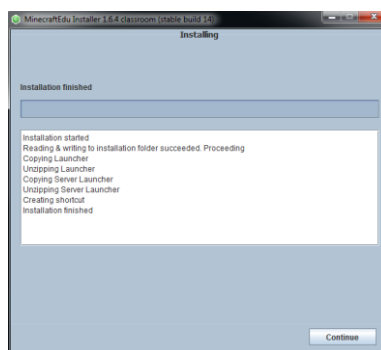 MinecraftEdu Installer 1.6.4 classroom (stable build 14)
Installing
Installation finished
Installation started
Reading & writing to installation folder succeeded. Proceeding
Copying Launcher
Unzipping Launcher
Copying Server Launcher
Unzipping Server Launcher
Creating shortcut
Installation finished
Continue